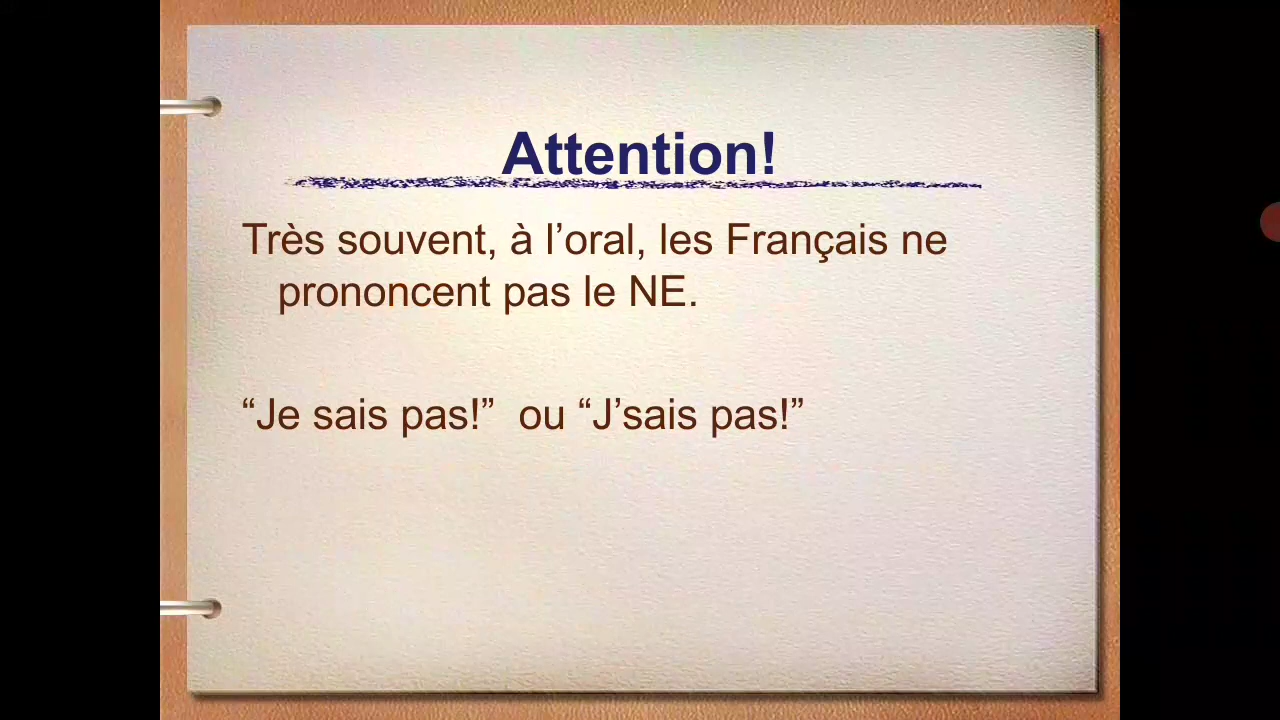 Attention!
Très souvent, à l’oral, les Français ne
prononcent pas le NE.
“Je sais pas!”  ou “J’sais pas!”